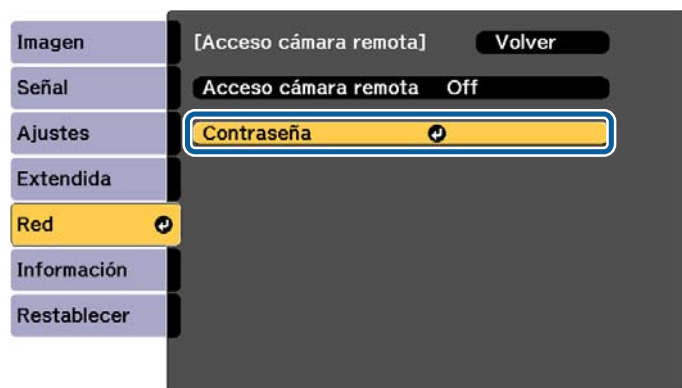 Imagen
Señal
Ajustes
Extendida
Red
Información
Restablecer
[Acceso cámara remota] Volver
Acceso cámara remota Off
Contraseña